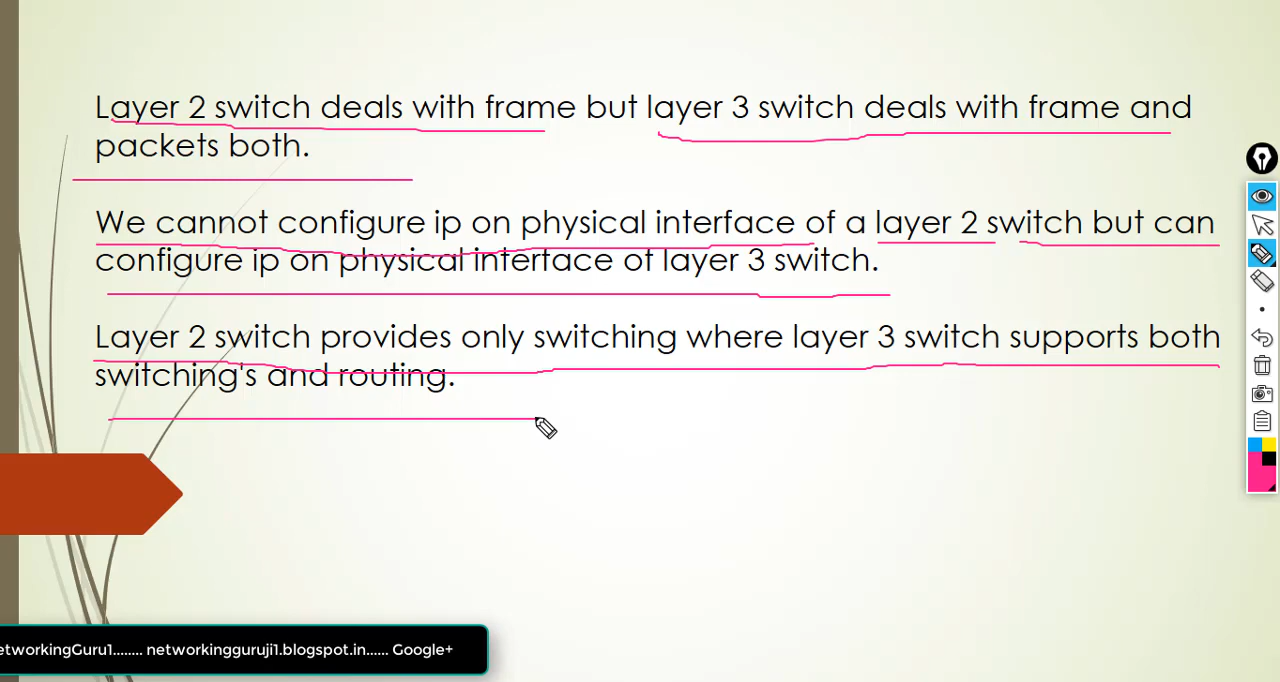 Layer 2 switch deals with frame but layer 3 switch deals with frame and
packets both.
We cannot configure ip on physical interface of a layer 2 switch but can
configure ip on physical interface of layer 3 switch.
Layer 2 switch provides only switching where layer 3 switch supports both
switching's and routing.
etworkingGuru1........ networkingguruji1.blogspot.in...... Google+